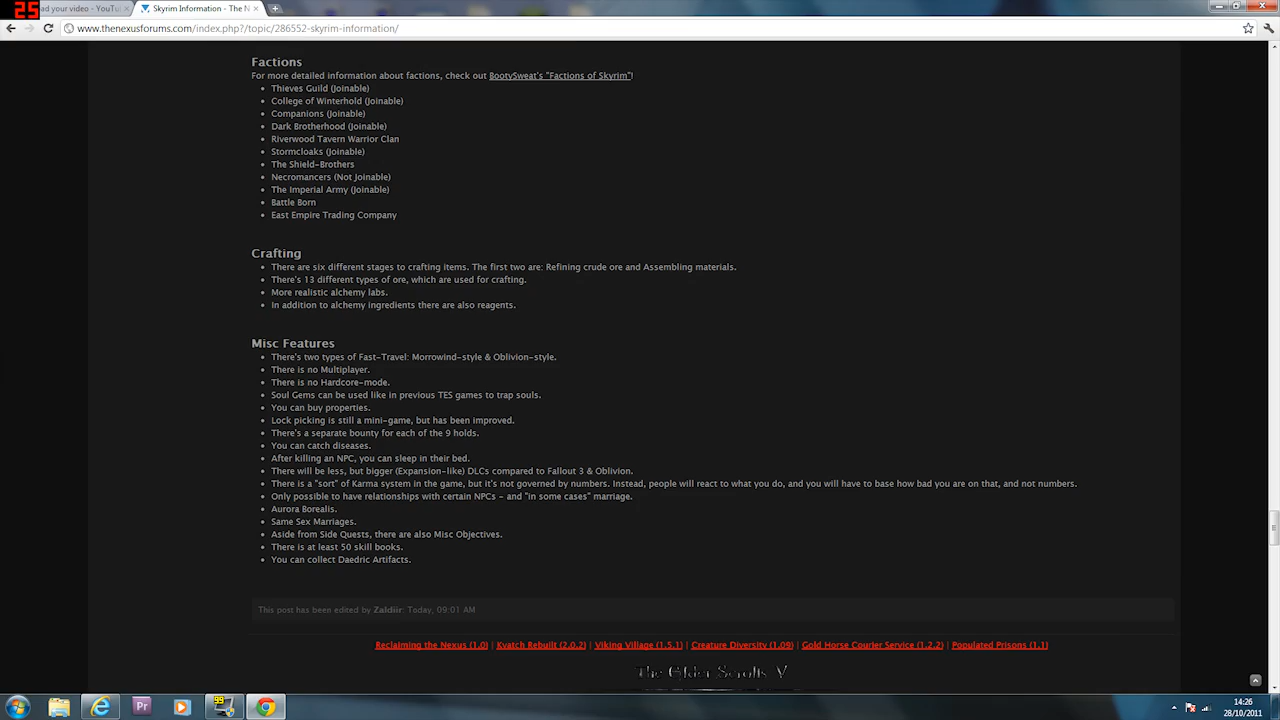 25
ad your video - YouTu
Skyrim Information - The N
www.thenexusforums.com/index.php?/topic/286552-skyrim-information/
Factions
For more detailed information about factions, check out BootySweat's "Factions of Skyrim"!
Thieves Guild (Joinable)
College of Winterhold (Joinable)
Companions (Joinable)
Dark Brotherhood (Joinable)
Riverwood Tavern Warrior Clan
Stormcloaks (Joinable)
The Shield-Brothers
Necromancers (Not Joinable)
The Imperial Army (Joinable)
Battle Born
East Empire Trading Company
Crafting
There are six different stages to crafting items. The first two are: Refining crude ore and Assembling materials.
There's 13 different types of ore, which are used for crafting.
More realistic alchemy labs.
In addition to alchemy ingredients there are also reagents.
Misc Features
There's two types of Fast-Travel: Morrowind-style & Oblivion-style.
There is no Multiplayer.
There is no Hardcore-mode.
Soul Gems can be used like in previous TES games to trap souls.
You can buy properties.
Lock picking is still a mini-game, but has been improved.
There's a separate bounty for each of the 9 holds.
You can catch diseases.
After killing an NPC, you can sleep in their bed.
There will be less, but bigger (Expansion-like) DLCs compared to Fallout 3 & Oblivion.
There is a "sort" of Karma system in the game, but it's not governed by numbers. Instead, people will react to what you do, and you will have to base how bad you are on that, and not numbers.
Only possible to have relationships with certain NPCs - and "in some cases" marriage.
Aurora Borealis.
Same Sex Marriages.
Aside from Side Quests, there are also Misc Objectives.
There is at least 50 skill books.
You can collect Daedric Artifacts.
This post has been edited by Zaldiir: Today, 09:01 AM
Reclaiming the Nexus (1.0) | Kvatch Rebuilt (2.0.2) | Viking Village (1.5.1) | Creature Diversity (1.09) | Gold Horse Courier Service (1.2.2) | Populated Prisons (1.1)
The Elder Scrolls V
Pr
99
14:26
28/10/2011